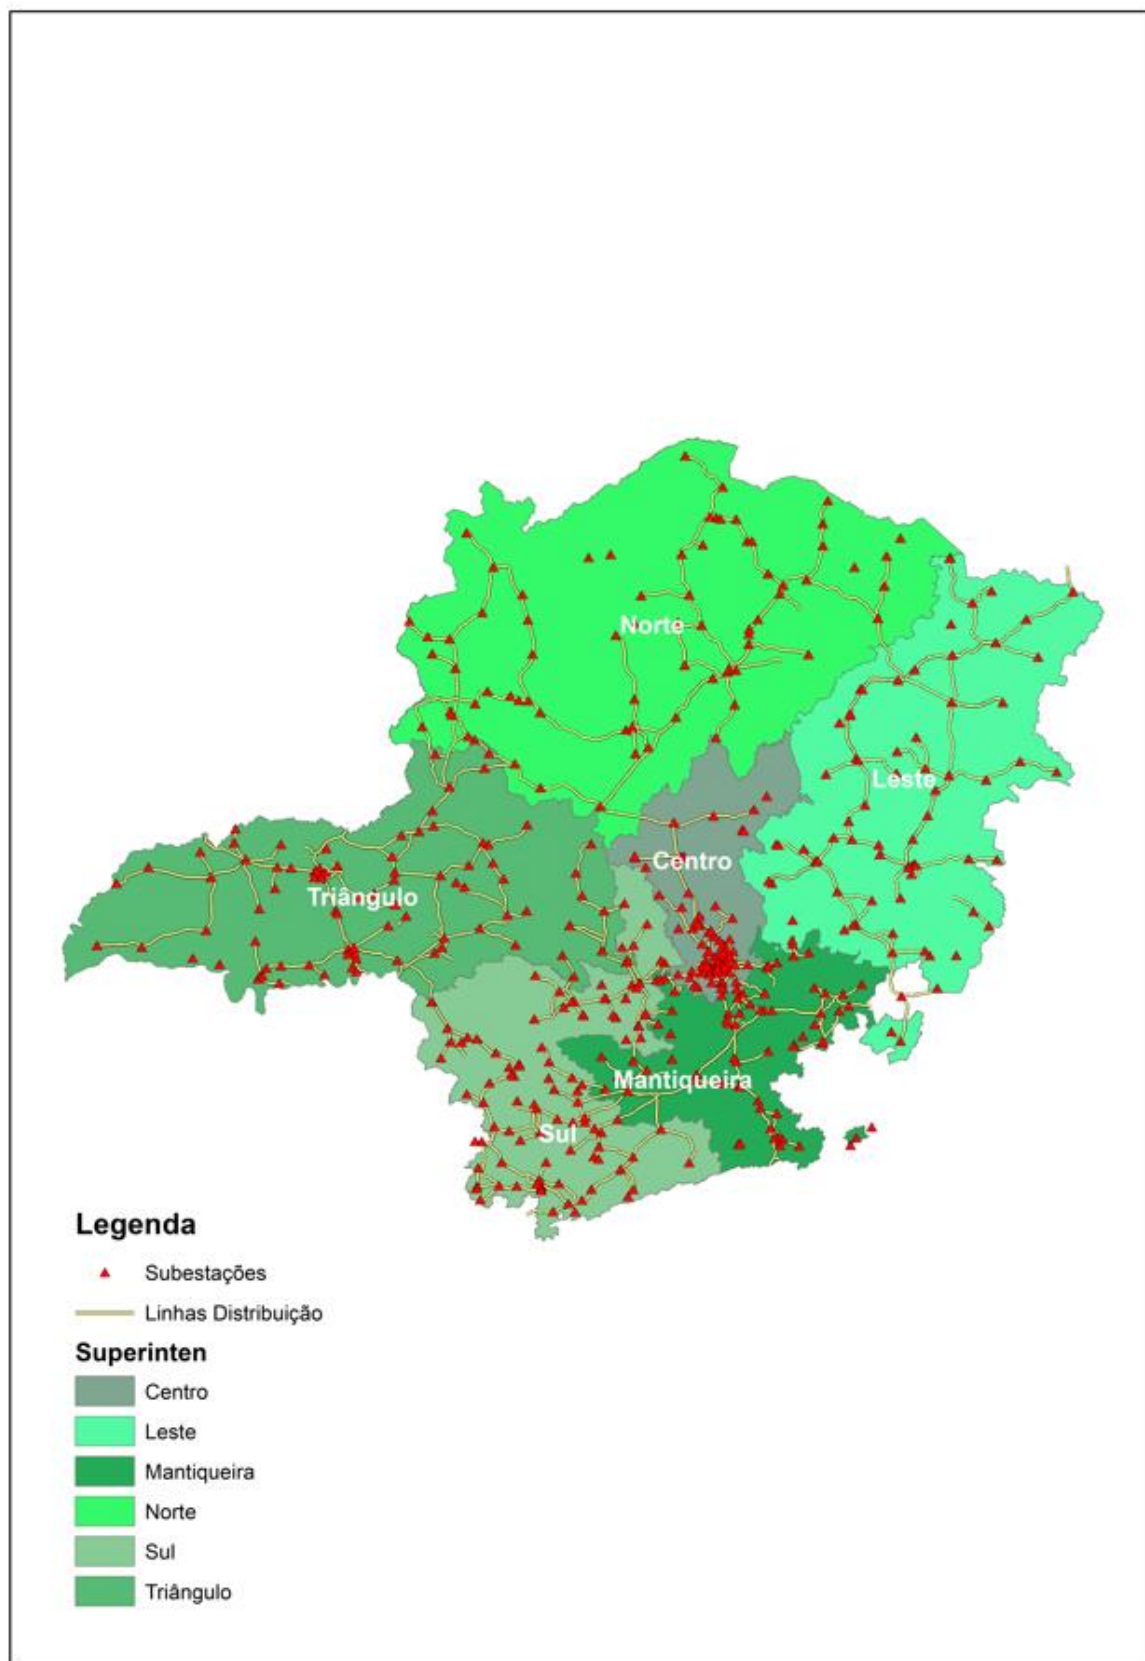 Norte
Leste
Centro
Triângulo
Mantiqueira
Sul
Legenda
Subestações
Linhas Distribuição
Superinten
Centro
Leste
Mantiqueira
Norte
Sul
Triângulo